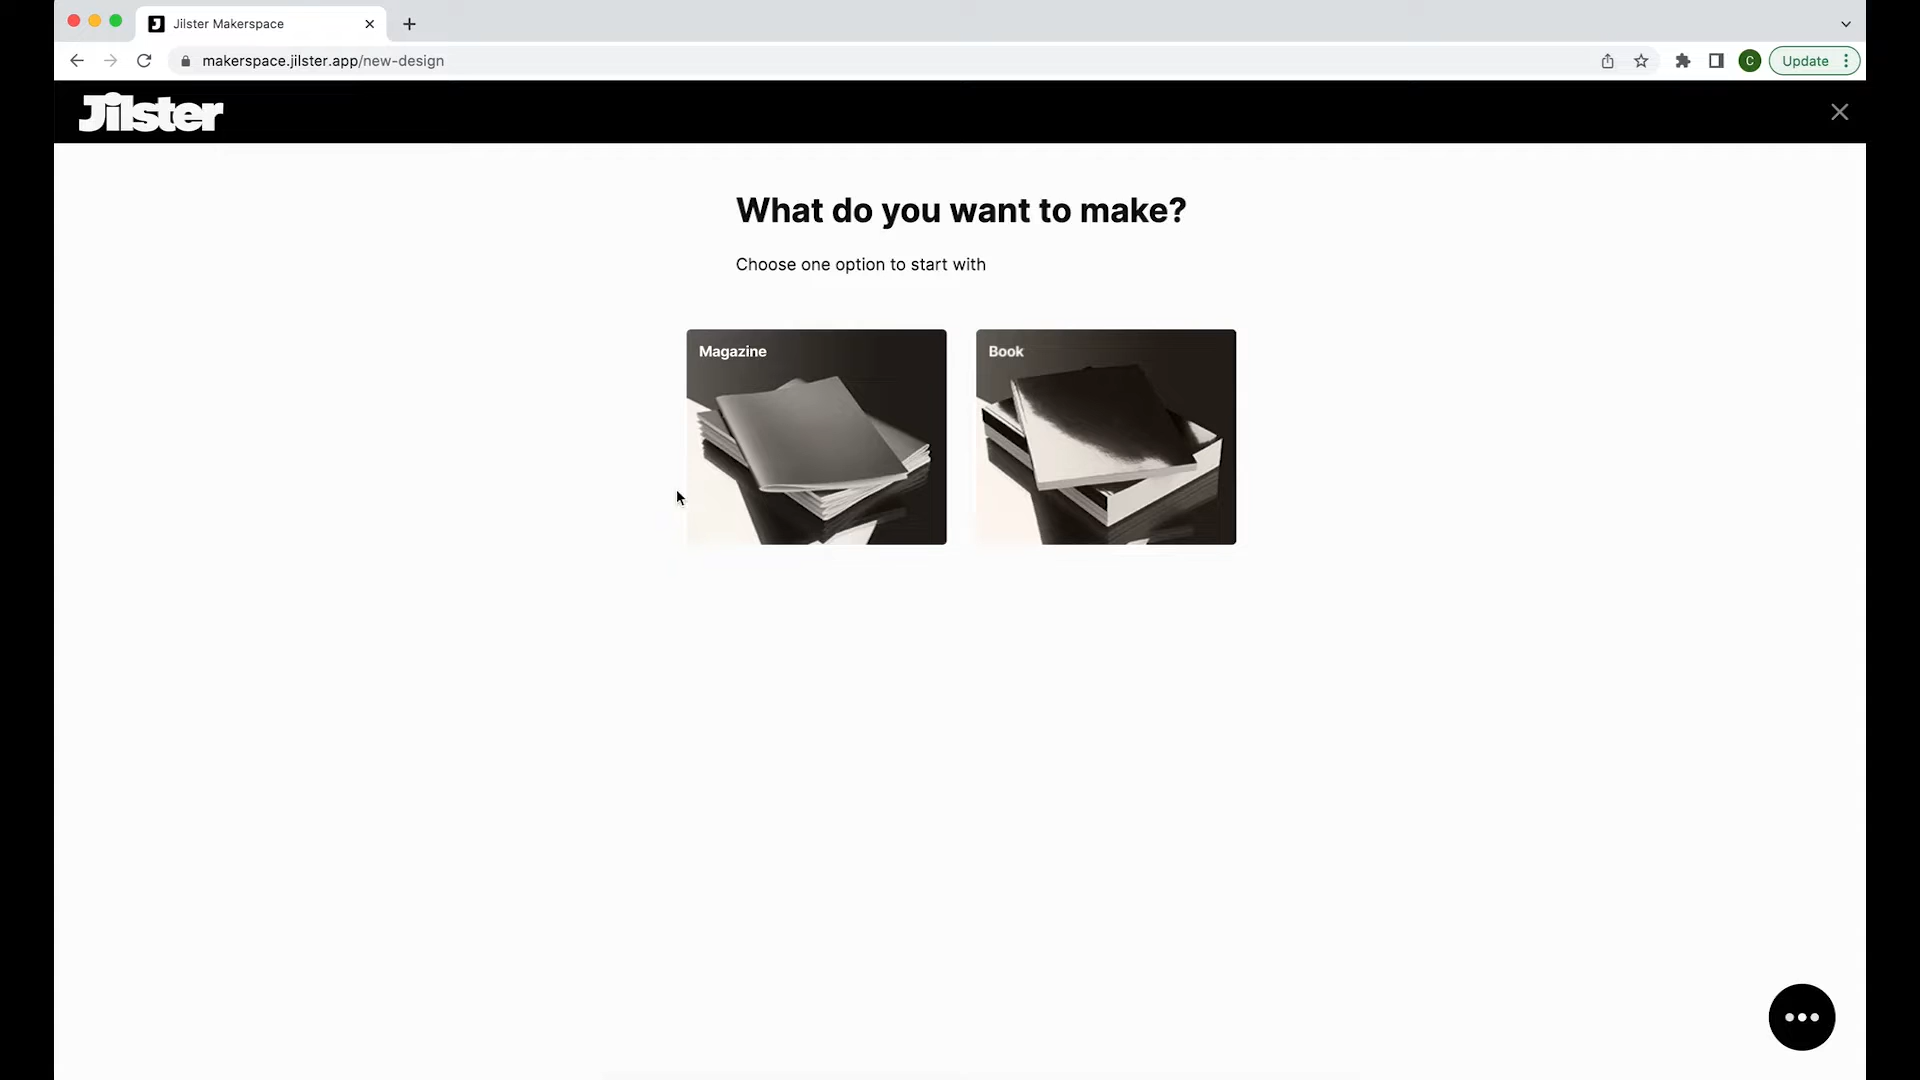 Jilster Makerspace
makerspace.jilster.app/new-design
C
Update
Jilster
What do you want to make?
Choose one option to start with
Magazine
Book